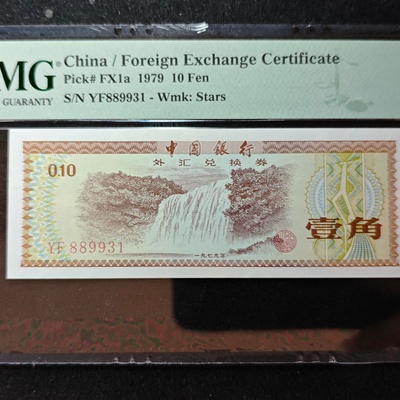 MG China / Foreign Exchange Certificate
GUARANTY Pick# FX1a 1979 10 Fen
S/N YF889931 - Wmk: Stars
中国银行
外汇兑换券
0.10
YF 889931
壹角
一九七九年